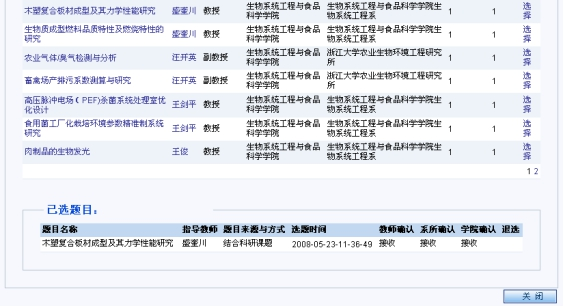 木塑复合板材成型及其力学性能研究 盛奎川 教授 生物系统工程与食品科学学院 生物系统工程与食品科学学院生物系统工程系 1 1 选择
生物质成型燃料品质特性及燃烧特性的研究 盛奎川 教授 生物系统工程与食品科学学院 生物系统工程与食品科学学院生物系统工程系 1 1 选择
农业气体/臭气检测与分析 汪开英 副教授 生物系统工程与食品科学学院 浙江大学农业生物环境工程研究所 1 1 选择
畜禽场产排污系数测算与研究 汪开英 副教授 生物系统工程与食品科学学院 浙江大学农业生物环境工程研究所 1 1 选择
高压脉冲电场(PEF)杀菌系统处理室优化设计 王剑平 教授 生物系统工程与食品科学学院 生物系统工程与食品科学学院生物系统工程系 1 1 选择
食用菌工厂化栽培环境参数精准制系统研究 王剑平 教授 生物系统工程与食品科学学院 生物系统工程与食品科学学院生物系统工程系 1 1 选择
肉制品的生物发光 王俊 教授 生物系统工程与食品科学学院 生物系统工程与食品科学学院生物系统工程系 1 1 选择
1 2
已选题目:
题目名称 指导教师 题目来源与方式 选题时间 教师确认 系所确认 学院确认 退选
木塑复合板材成型及其力学性能研究 盛奎川 结合科研课题 2008-05-23-11-36-49 接收 接收 接收
关 闭